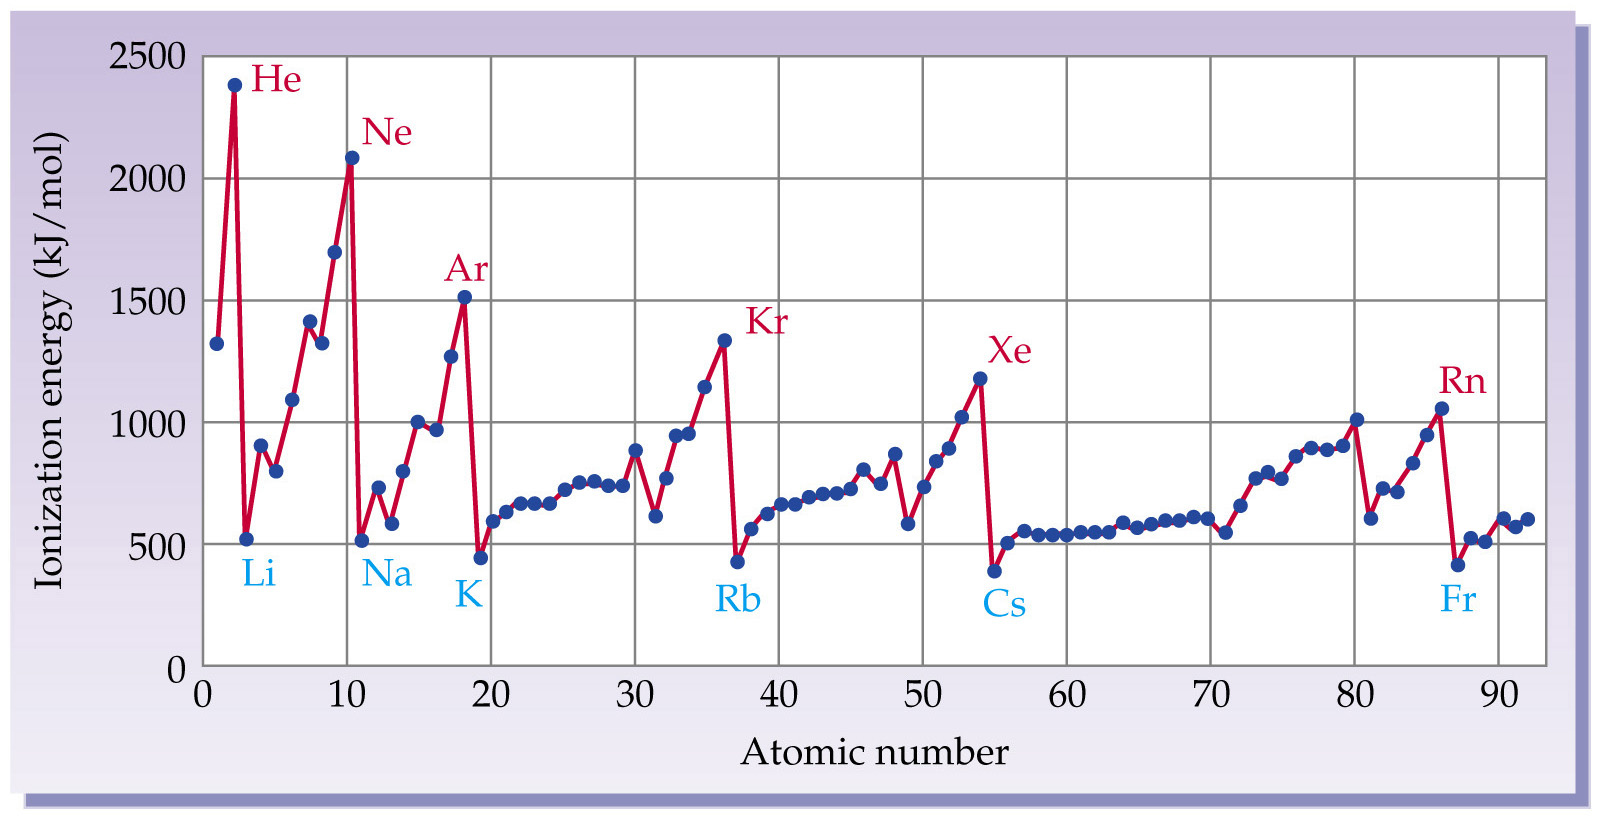 2500
2000
1500
1000
500
0
Ionization energy (kJ/mol)
He
Ne
Ar
Kr
Xe
Rn
Li
Na
K
Rb
Cs
Fr
0 10 20 30 40 50 60 70 80 90
Atomic number